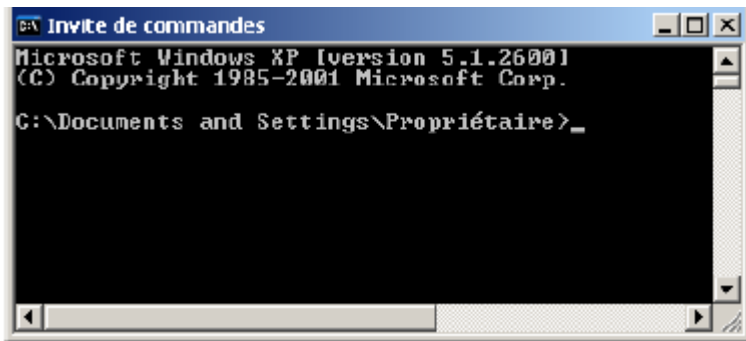 Invite de commandes
Microsoft Windows XP [version 5.1.2600]
(C) Copyright 1985-2001 Microsoft Corp.
C:\Documents and Settings\Propriétaire>_